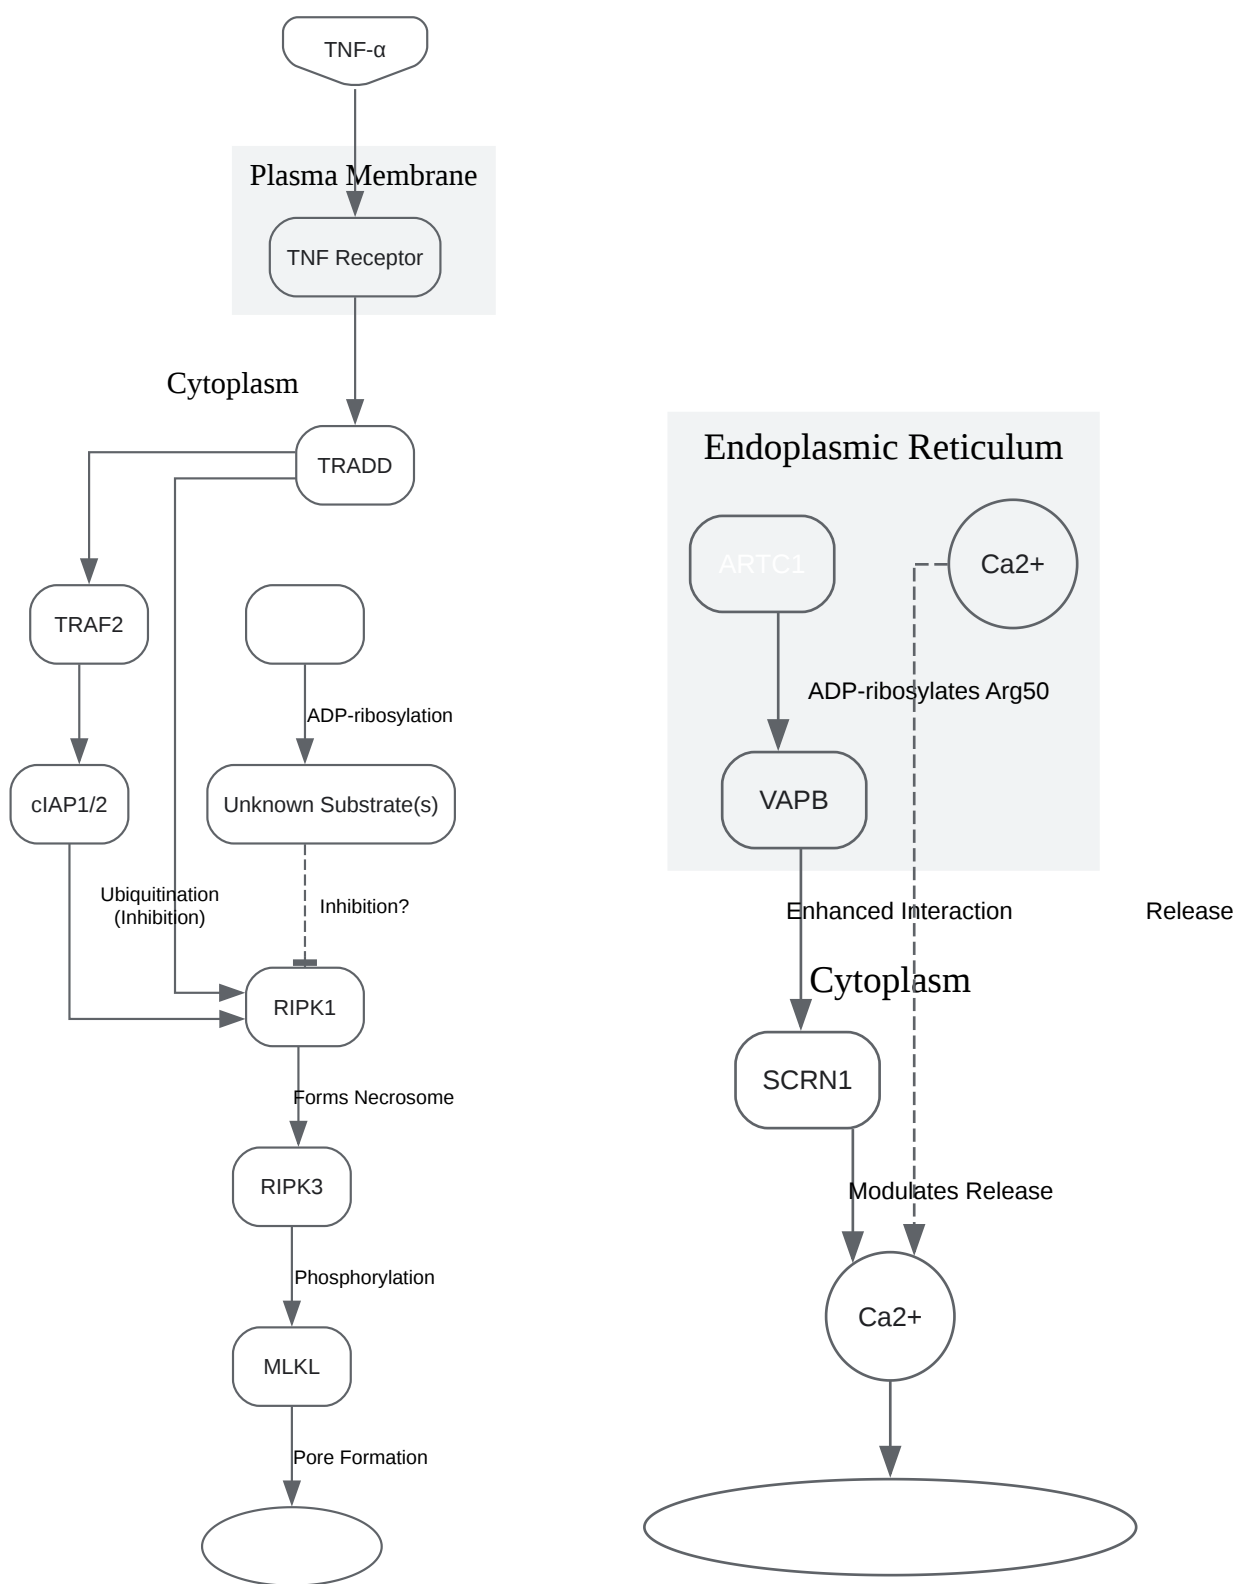 TNF-α
Plasma Membrane
TNF Receptor
Cytoplasm
TRADD
TRAF2
ADP-ribosylation
cIAP1/2
Unknown Substrate(s)
Ubiquitination
(Inhibition)
Inhibition?
RIPK1
Forms Necrosome
RIPK3
Phosphorylation
MLKL
Pore Formation
Endoplasmic Reticulum
ARTC1
Ca2+
ADP-ribosylates Arg50
VAPB
Enhanced Interaction
Release
Cytoplasm
SCRN1
Modulates Release
Ca2+